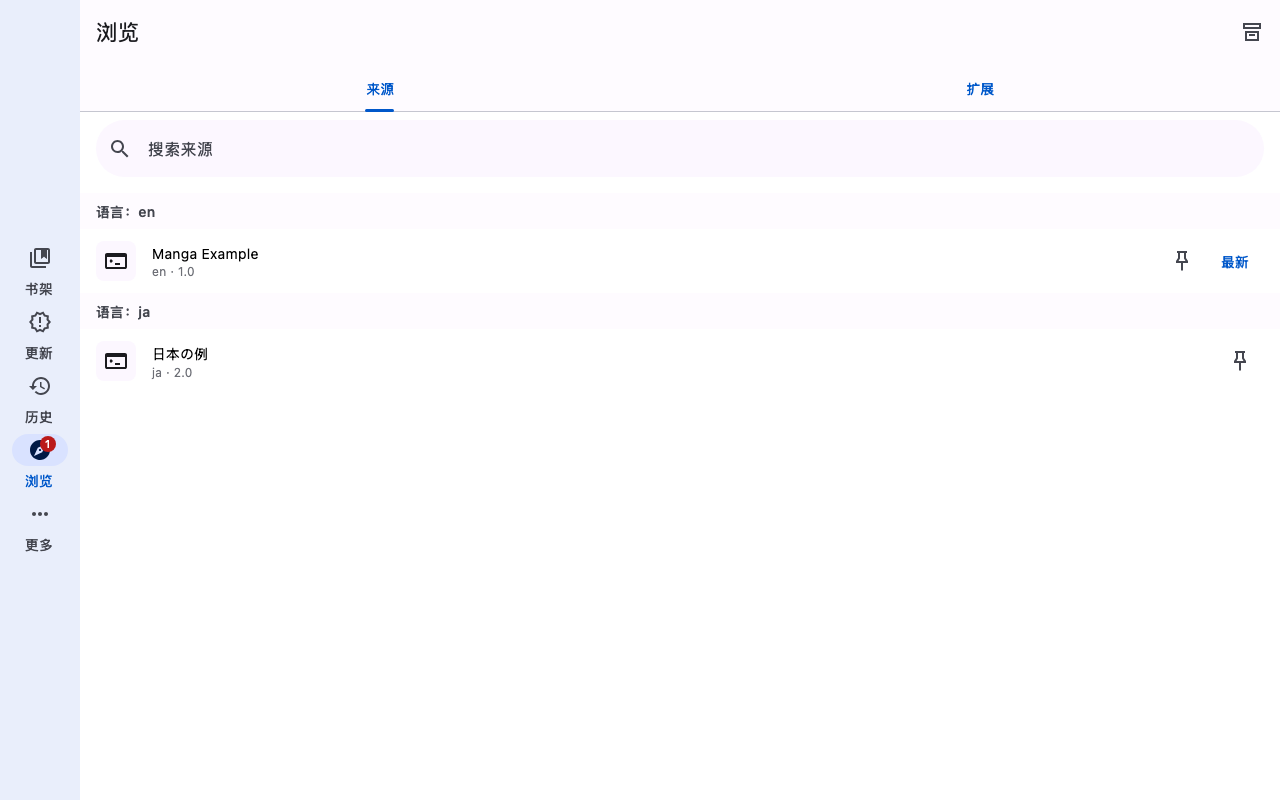 浏览
来源
扩展
搜索来源
语言：en
Manga Example
en · 1.0
最新
语言：ja
日本の例
ja · 2.0
书架
更新
历史
1
浏览
更多